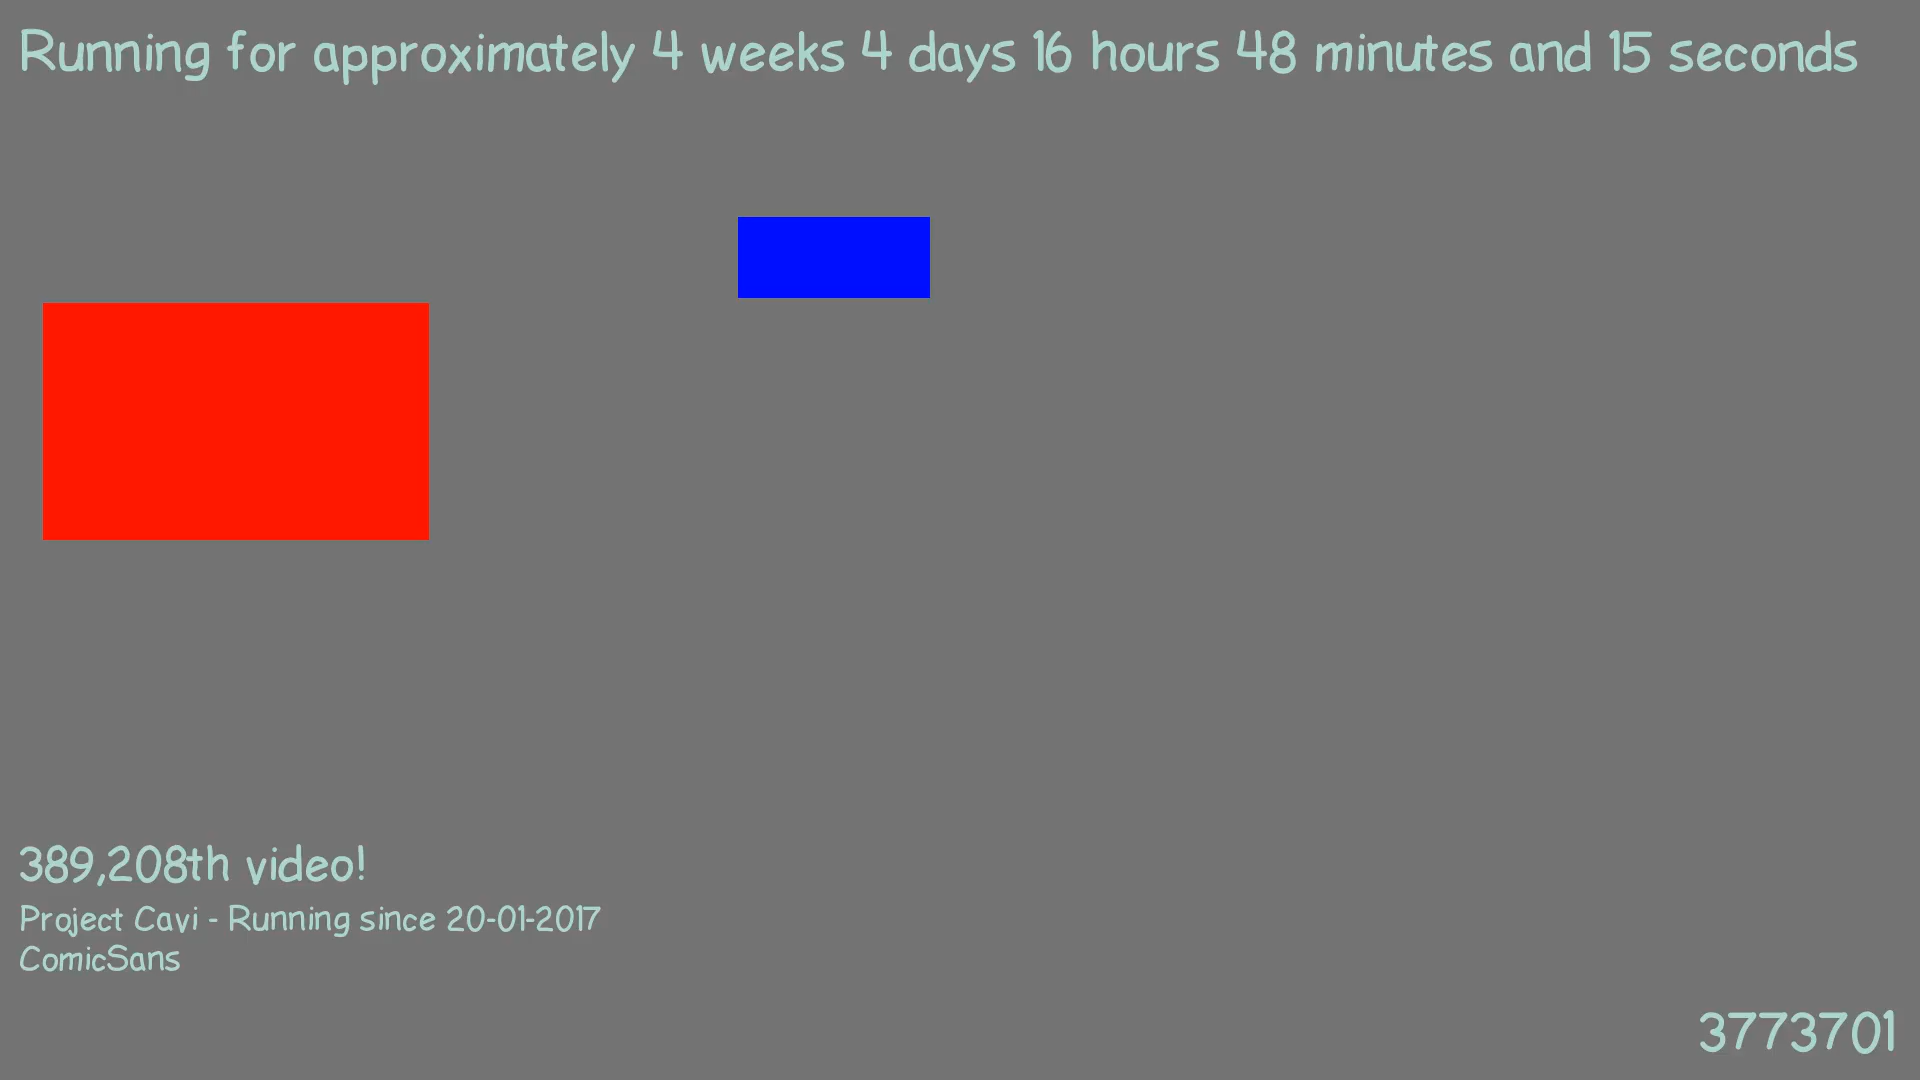 Running for approximately 4 weeks 4 days 16 hours 48 minutes and 15 seconds
389,208th video!
Project Cavi - Running since 20-01-2017
ComicSans
3773701